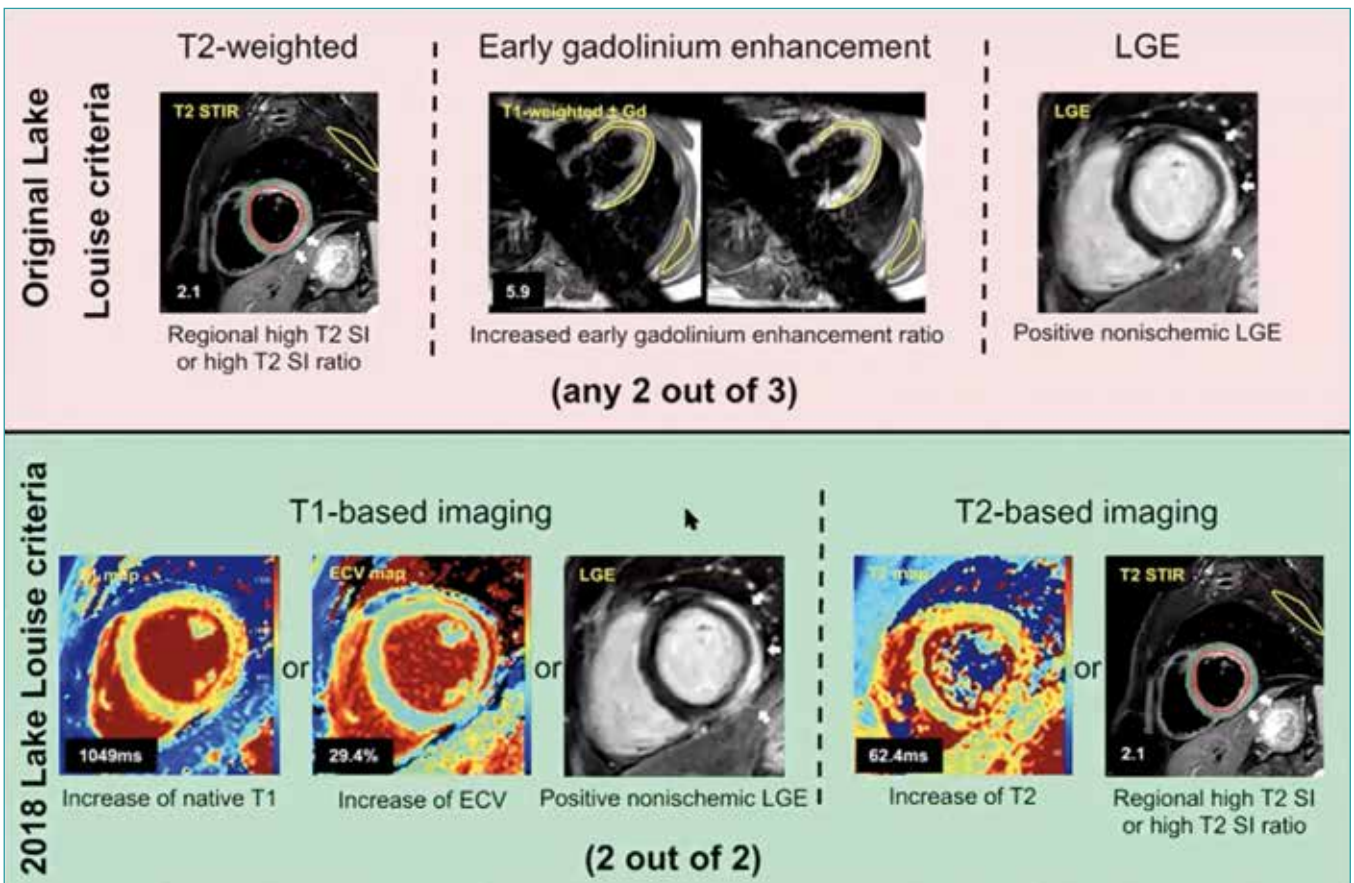 T2-weighted
Early gadolinium enhancement
LGE
Original Lake
Louise criteria
T2 STIR
2.1
T1-weighted ± Gd
5.9
LGE
Regional high T2 SI
or high T2 SI ratio
Increased early gadolinium enhancement ratio
Positive nonischemic LGE
(any 2 out of 3)
2018 Lake Louise criteria
T1-based imaging
T2-based imaging
map
1049ms
or
ECV map
29.4%
or
LGE
T2 map
62.4ms
or
T2 STIR
2.1
Increase of native T1
Increase of ECV
Positive nonischemic LGE
Increase of T2
Regional high T2 SI
or high T2 SI ratio
(2 out of 2)